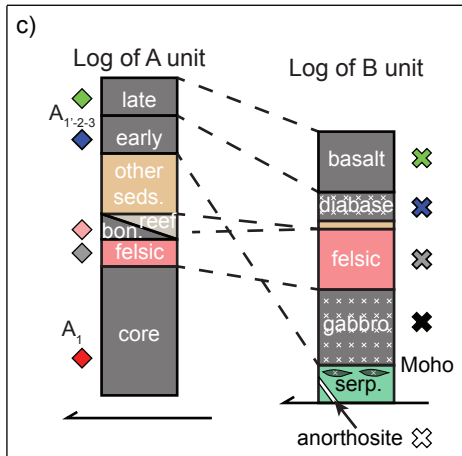 c)
Log of A unit
Log of B unit
late
A1'-2-3
early
other
seds.
reef
bon.
felsic
core
A1
basalt
diabase
felsic
gabbro
Moho
serp.
anorthosite